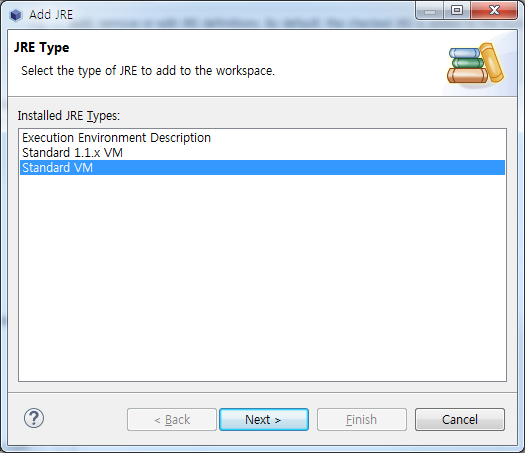 Add JRE
JRE Type
Select the type of JRE to add to the workspace.
Installed JRE Types:
Execution Environment Description
Standard 1.1.x VM
Standard VM
?
< Back
Next >
Finish
Cancel